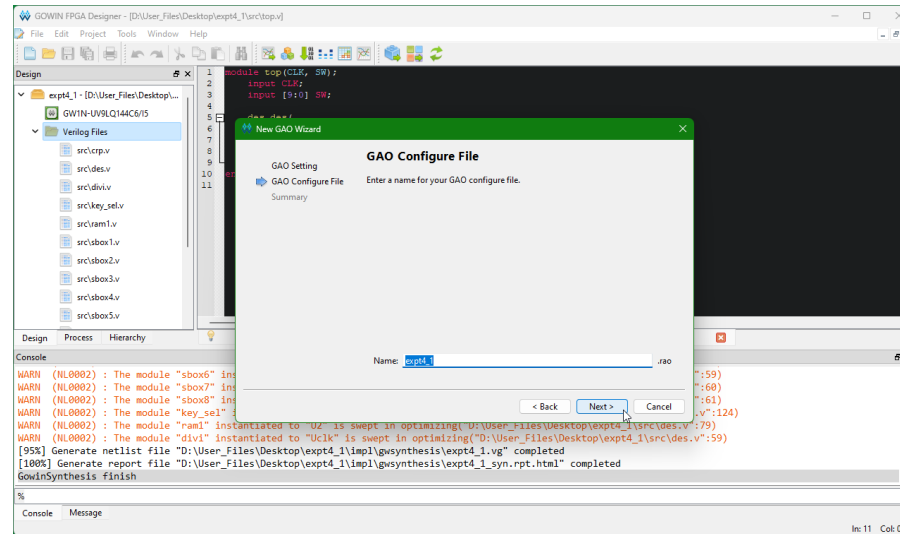 GOWIN FPGA Designer - [D:\User_Files\Desktop\expt4_1\src\top.v]
File Edit Project Tools Window Help
Design
expt4_1 - [D:\User_Files\Desktop\...
GW1N-UV9LQ144C6/I5
Verilog Files
src\crp.v
src\des.v
src\divi.v
src\key_sel.v
src\ram1.v
src\sbox1.v
src\sbox2.v
src\sbox3.v
src\sbox4.v
src\sbox5.v
Design Process Hierarchy
1 module top(CLK, SW);
2 input CLK;
3 input [9:0] SW;
4
5 des des(
6
7
8
9
10 en
11
New GAO Wizard
GAO Setting
GAO Configure File
Summary
GAO Configure File
Enter a name for your GAO configure file.
Name: expt4_1 .rao
< Back Next > Cancel
Console
WARN (NL0002) : The module "sbox6" ins ":59)
WARN (NL0002) : The module "sbox7" ins ":60)
WARN (NL0002) : The module "sbox8" ins ":61)
WARN (NL0002) : The module "key_sel" i .v":124)
WARN (NL0002) : The module "ram1" instantiated to "U2" is swept in optimizing("D:\User_Files\Desktop\expt4_1\src\des.v":79)
WARN (NL0002) : The module "divi" instantiated to "Uclk" is swept in optimizing("D:\User_Files\Desktop\expt4_1\src\des.v":59)
[95%] Generate netlist file "D:\User_Files\Desktop\expt4_1\impl\gwsynthesis\expt4_1.vg" completed
[100%] Generate report file "D:\User_Files\Desktop\expt4_1\impl\gwsynthesis\expt4_1_syn.rpt.html" completed
GowinSynthesis finish
%
Console Message
In: 11 Col: 0